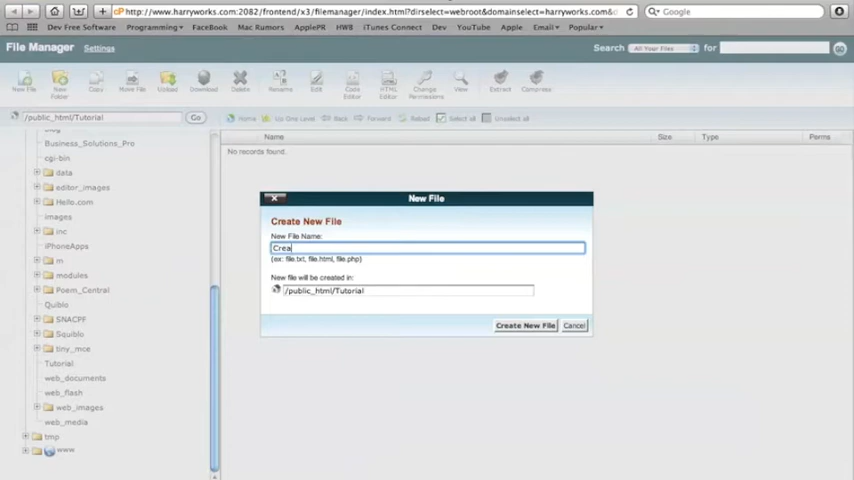 http://www.harryworks.com:2082/frontend/x3/filemanager/index.html?dirselect=webroot&domainselect=harryworks.com&
Google
Dev Free Software
Programming
FaceBook
Mac Rumors
ApplePR
HWB
iTunes Connect
Dev
YouTube
Apple
Email
Popular
File Manager
Settings
Search
All Your Files
for
Go
New File
New Folder
Copy
Move File
Upload
Download
Delete
Rename
Edit
Code Editor
HTML Editor
Change Permissions
View
Extract
Compress
/public_html/Tutorial
Go
Home
Up One Level
Back
Forward
Reload
Select all
Unselect all
Name
Size
Type
Perms
No records found.
Business_Solutions_Pro
cgi-bin
data
editor_images
Hello.com
images
inc
iPhoneApps
m
modules
Poem_Central
Quiblo
SNACPF
Squiblo
tiny_mce
Tutorial
web_documents
web_flash
web_images
web_media
tmp
www
New File
Create New File
New File Name:
Crea
(ex: file.txt, file.html, file.php)
New file will be created in:
/public_html/Tutorial
Create New File
Cancel